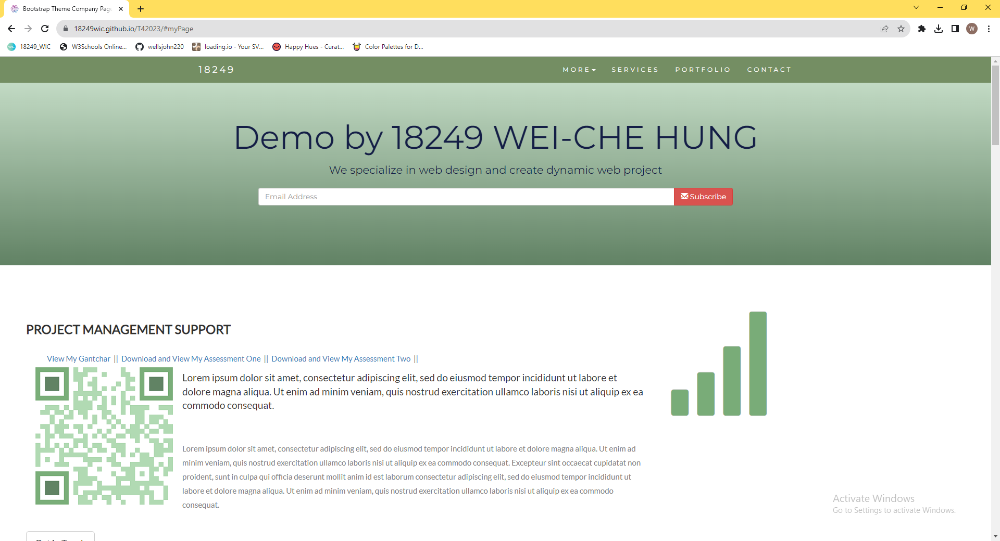 Bootstrap Theme Company Page
18249wic.github.io/T42023/#myPage
W
WIC 18249_WIC W3Schools Online... wellsjohn220 loading.io - Your SV... Happy Hues - Curat... Color Palettes for D...
18249 MORE SERVICES PORTFOLIO CONTACT
Demo by 18249 WEI-CHE HUNG
We specialize in web design and create dynamic web project
Email Address Subscribe
PROJECT MANAGEMENT SUPPORT
View My Gantchar || Download and View My Assessment One || Download and View My Assessment Two ||
Lorem ipsum dolor sit amet, consectetur adipiscing elit, sed do eiusmod tempor incididunt ut labore et
dolore magna aliqua. Ut enim ad minim veniam, quis nostrud exercitation ullamco laboris nisi ut aliquip ex ea
commodo consequat.
Lorem ipsum dolor sit amet, consectetur adipiscing elit, sed do eiusmod tempor incididunt ut labore et dolore magna aliqua. Ut enim ad
minim veniam, quis nostrud exercitation ullamco laboris nisi ut aliquip ex ea commodo consequat. Excepteur sint occaecat cupidatat non
proident, sunt in culpa qui officia deserunt mollit anim id est laborum consectetur adipiscing elit, sed do eiusmod tempor incididunt ut
labore et dolore magna aliqua. Ut enim ad minim veniam, quis nostrud exercitation ullamco laboris nisi ut aliquip ex ea commodo
consequat.
Activate Windows
Go to Settings to activate Windows.